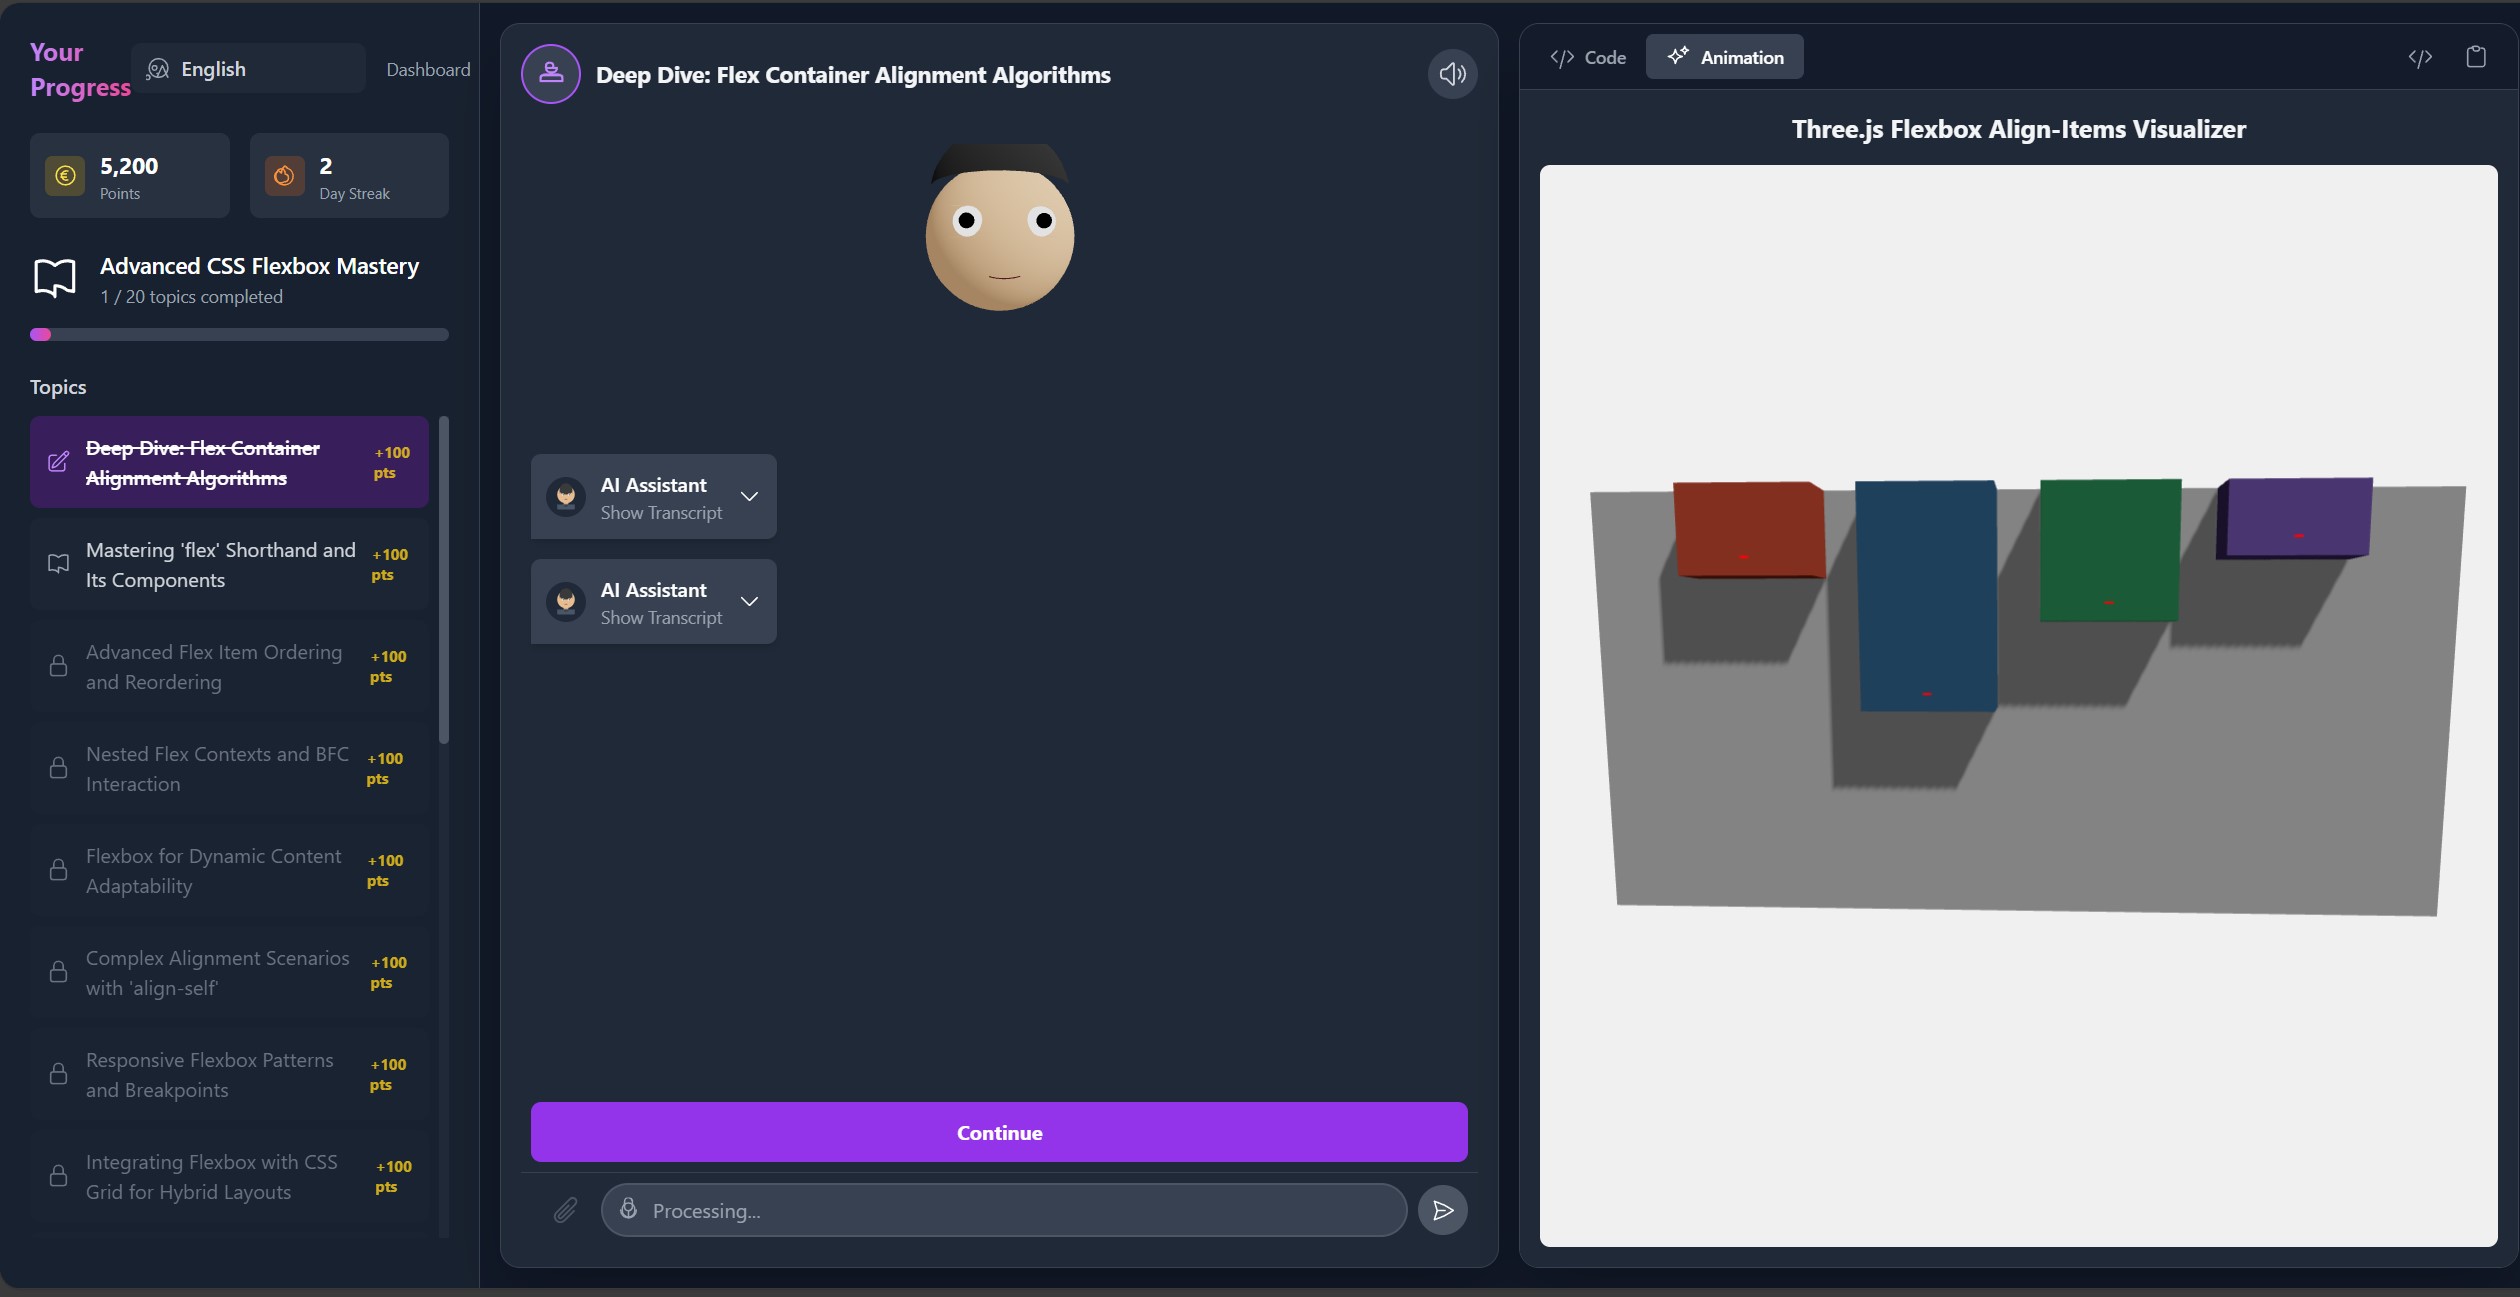 Your
Progress
English
Dashboard
5,200
Points
2
Day Streak
Advanced CSS Flexbox Mastery
1 / 20 topics completed
Topics
Deep Dive: Flex Container
Alignment Algorithms
+100
pts
Mastering 'flex' Shorthand and
Its Components
+100
pts
Advanced Flex Item Ordering
and Reordering
+100
pts
Nested Flex Contexts and BFC
Interaction
+100
pts
Flexbox for Dynamic Content
Adaptability
+100
pts
Complex Alignment Scenarios
with 'align-self'
+100
pts
Responsive Flexbox Patterns
and Breakpoints
+100
pts
Integrating Flexbox with CSS
Grid for Hybrid Layouts
+100
pts
Deep Dive: Flex Container Alignment Algorithms
AI Assistant
Show Transcript
AI Assistant
Show Transcript
Continue
Processing...
Code
Animation
Three.js Flexbox Align-Items Visualizer